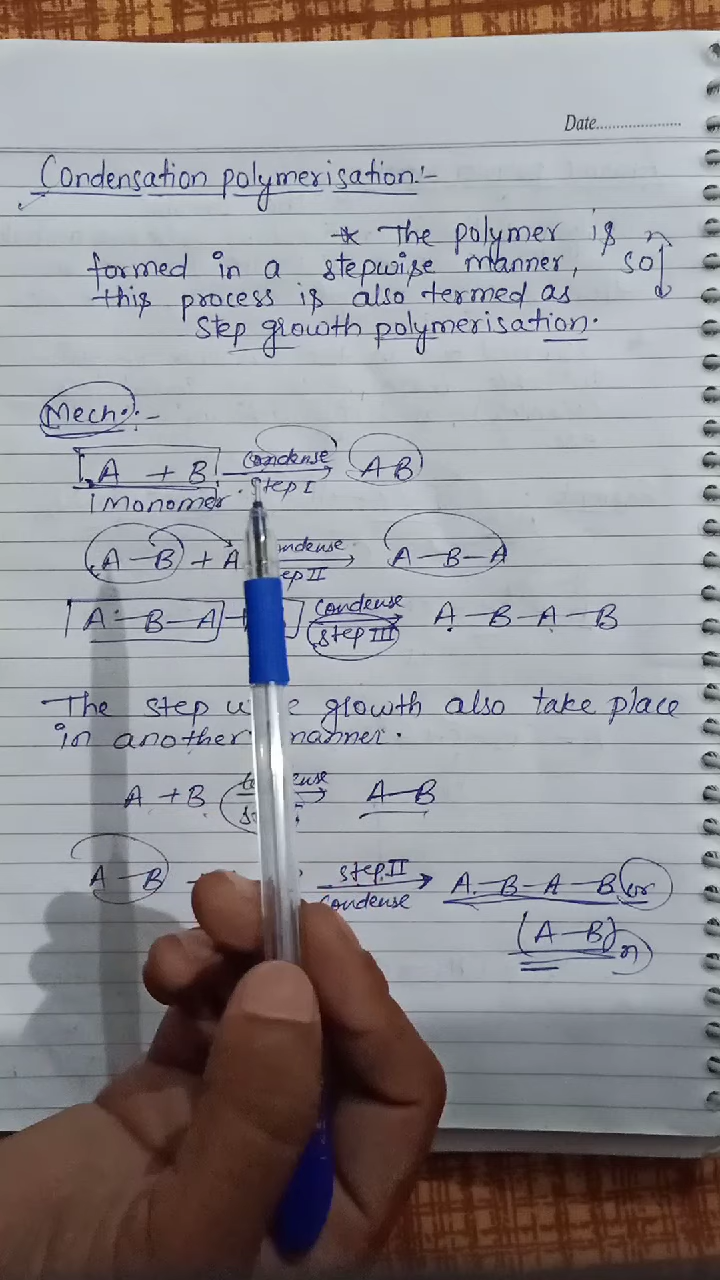 Date....................
Condensation polymerisation:-
* The polymer is
formed in a stepwise manner, so
this process is also termed as
step growth polymerisation.
Mech:-
A + B condense AB
Monomer. Step I
A-B + A condense A-B-A
II
A-B-A + condense A-B-A-B
step III
The step growth also take place
in another manner.
A + B A-B
A-B step II A-B-A-B or
condense (A-B)n